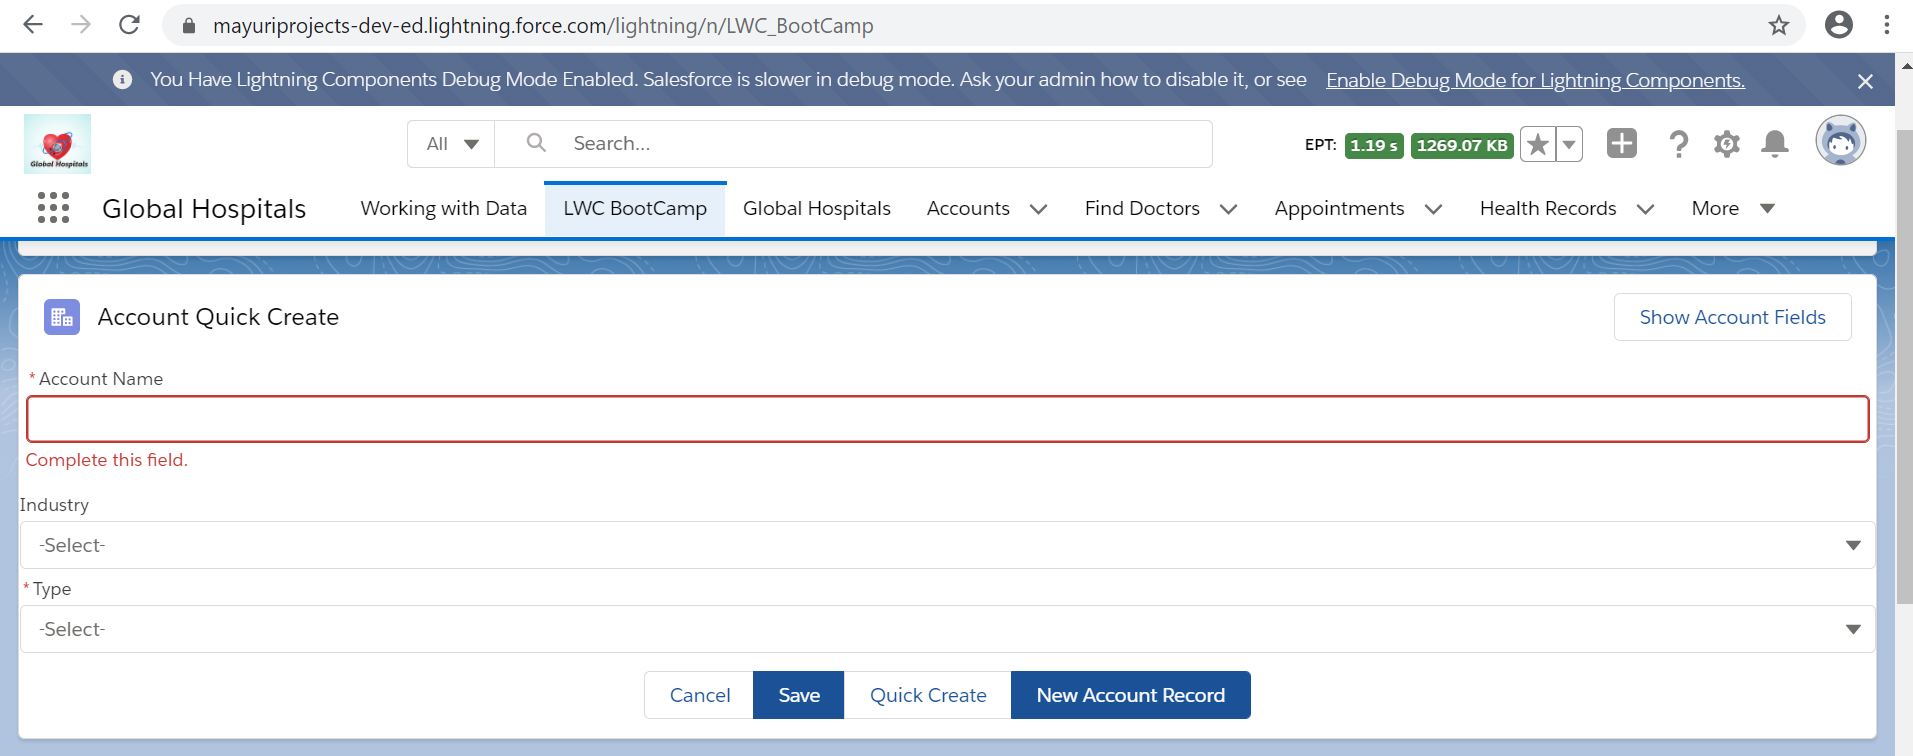 mayuriprojects-dev-ed.lightning.force.com/lightning/n/LWC_BootCamp
You Have Lightning Components Debug Mode Enabled. Salesforce is slower in debug mode. Ask your admin how to disable it, or see Enable Debug Mode for Lightning Components.
Global Hospitals
All Search... EPT: 1.19 s 1269.07 KB
Global Hospitals Working with Data LWC BootCamp Global Hospitals Accounts Find Doctors Appointments Health Records More
Account Quick Create Show Account Fields
*Account Name
Complete this field.
Industry
-Select-
*Type
-Select-
Cancel Save Quick Create New Account Record